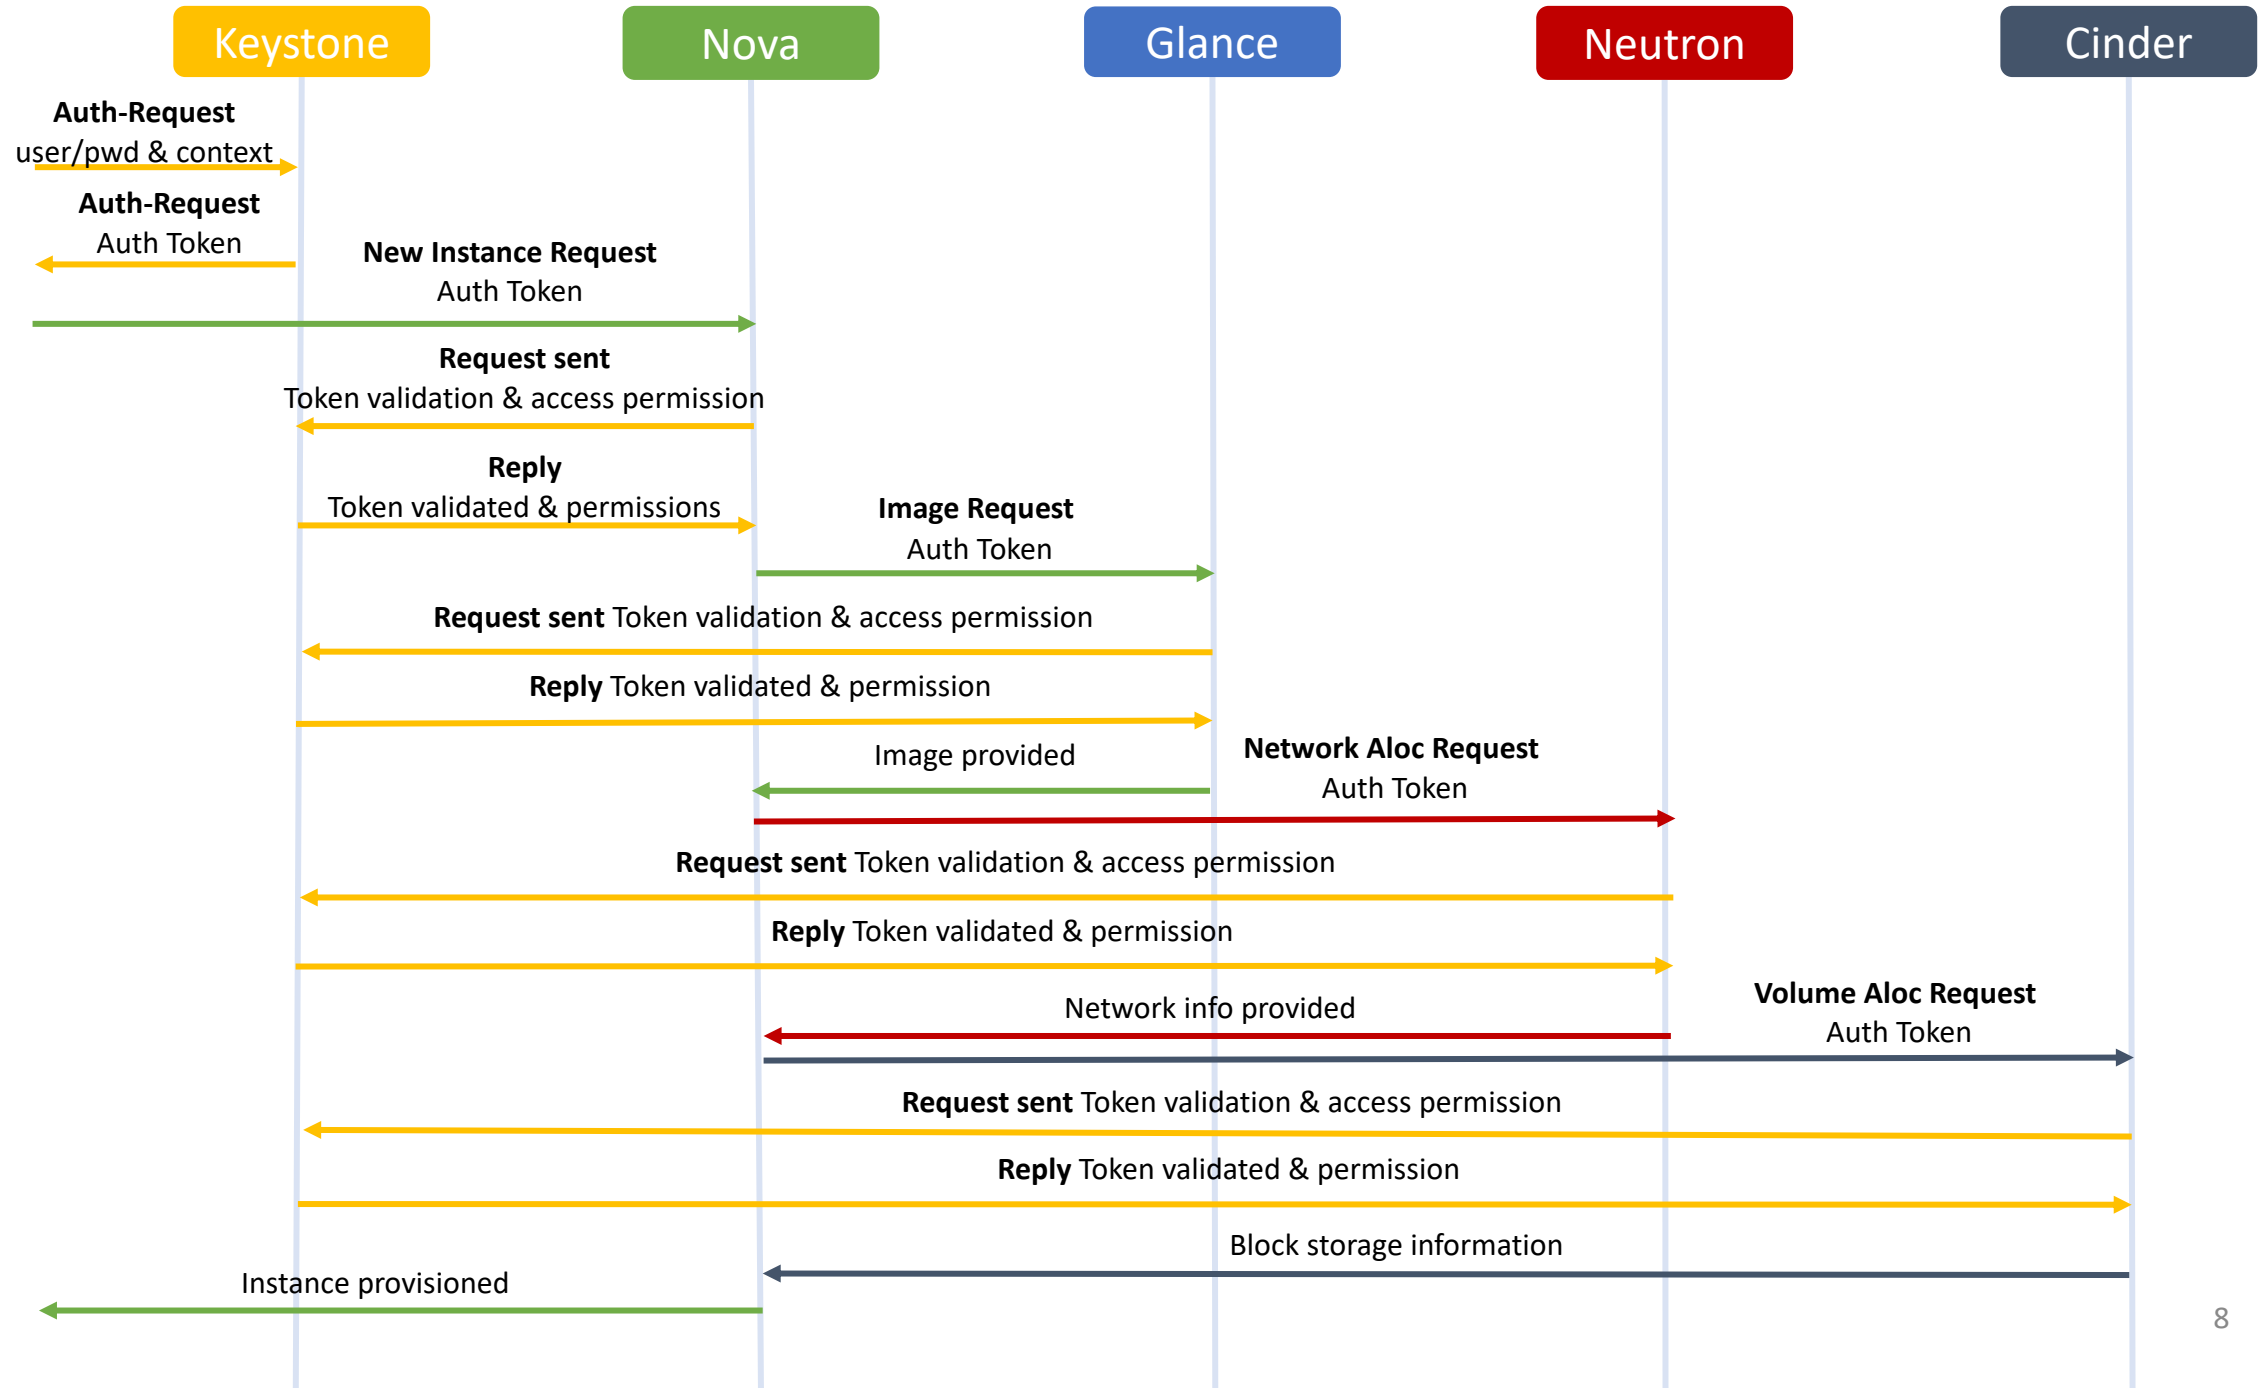 Keystone
Nova
Glance
Neutron
Cinder
Auth-Request
user/pwd & context
Auth-Request
Auth Token
New Instance Request
Auth Token
Request sent
Token validation & access permission
Reply
Token validated & permissions
Image Request
Auth Token
Request sent Token validation & access permission
Reply Token validated & permission
Image provided
Network Aloc Request
Auth Token
Request sent Token validation & access permission
Reply Token validated & permission
Network info provided
Volume Aloc Request
Auth Token
Request sent Token validation & access permission
Reply Token validated & permission
Block storage information
Instance provisioned
8